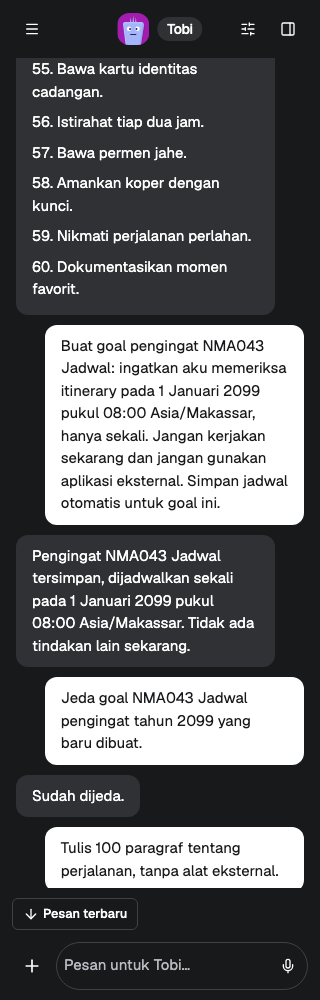 Tobi
55. Bawa kartu identitas
cadangan.
56. Istirahat tiap dua jam.
57. Bawa permen jahe.
58. Amankan koper dengan
kunci.
59. Nikmati perjalanan perlahan.
60. Dokumentasikan momen
favorit.
Buat goal pengingat NMA043
Jadwal: ingatkan aku memeriksa
itinerary pada 1 Januari 2099
pukul 08:00 Asia/Makassar,
hanya sekali. Jangan kerjakan
sekarang dan jangan gunakan
aplikasi eksternal. Simpan jadwal
otomatis untuk goal ini.
Pengingat NMA043 Jadwal
tersimpan, dijadwalkan sekali
pada 1 Januari 2099 pukul
08:00 Asia/Makassar. Tidak ada
tindakan lain sekarang.
Jeda goal NMA043 Jadwal
pengingat tahun 2099 yang
baru dibuat.
Sudah dijeda.
Tulis 100 paragraf tentang
perjalanan, tanpa alat eksternal.
Pesan terbaru
Pesan untuk Tobi...